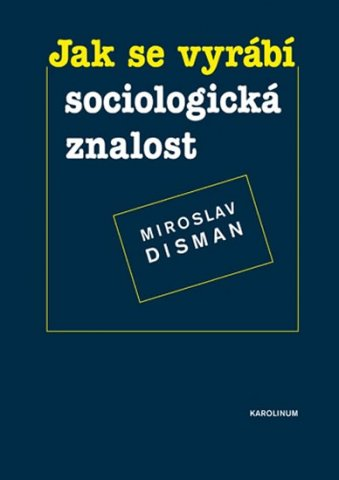 Jak se vyrábí
sociologická
znalost
MIROSLAV
DISMAN
KAROLINUM